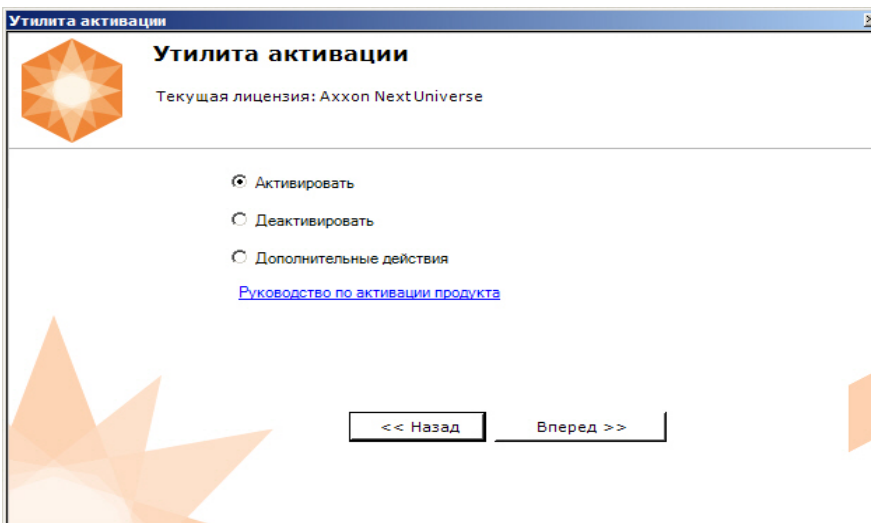 Утилита активации
Утилита активации
Текущая лицензия: Axxon Next Universe
Активировать
Деактивировать
Дополнительные действия
Руководство по активации продукта
<< Назад
Вперед >>